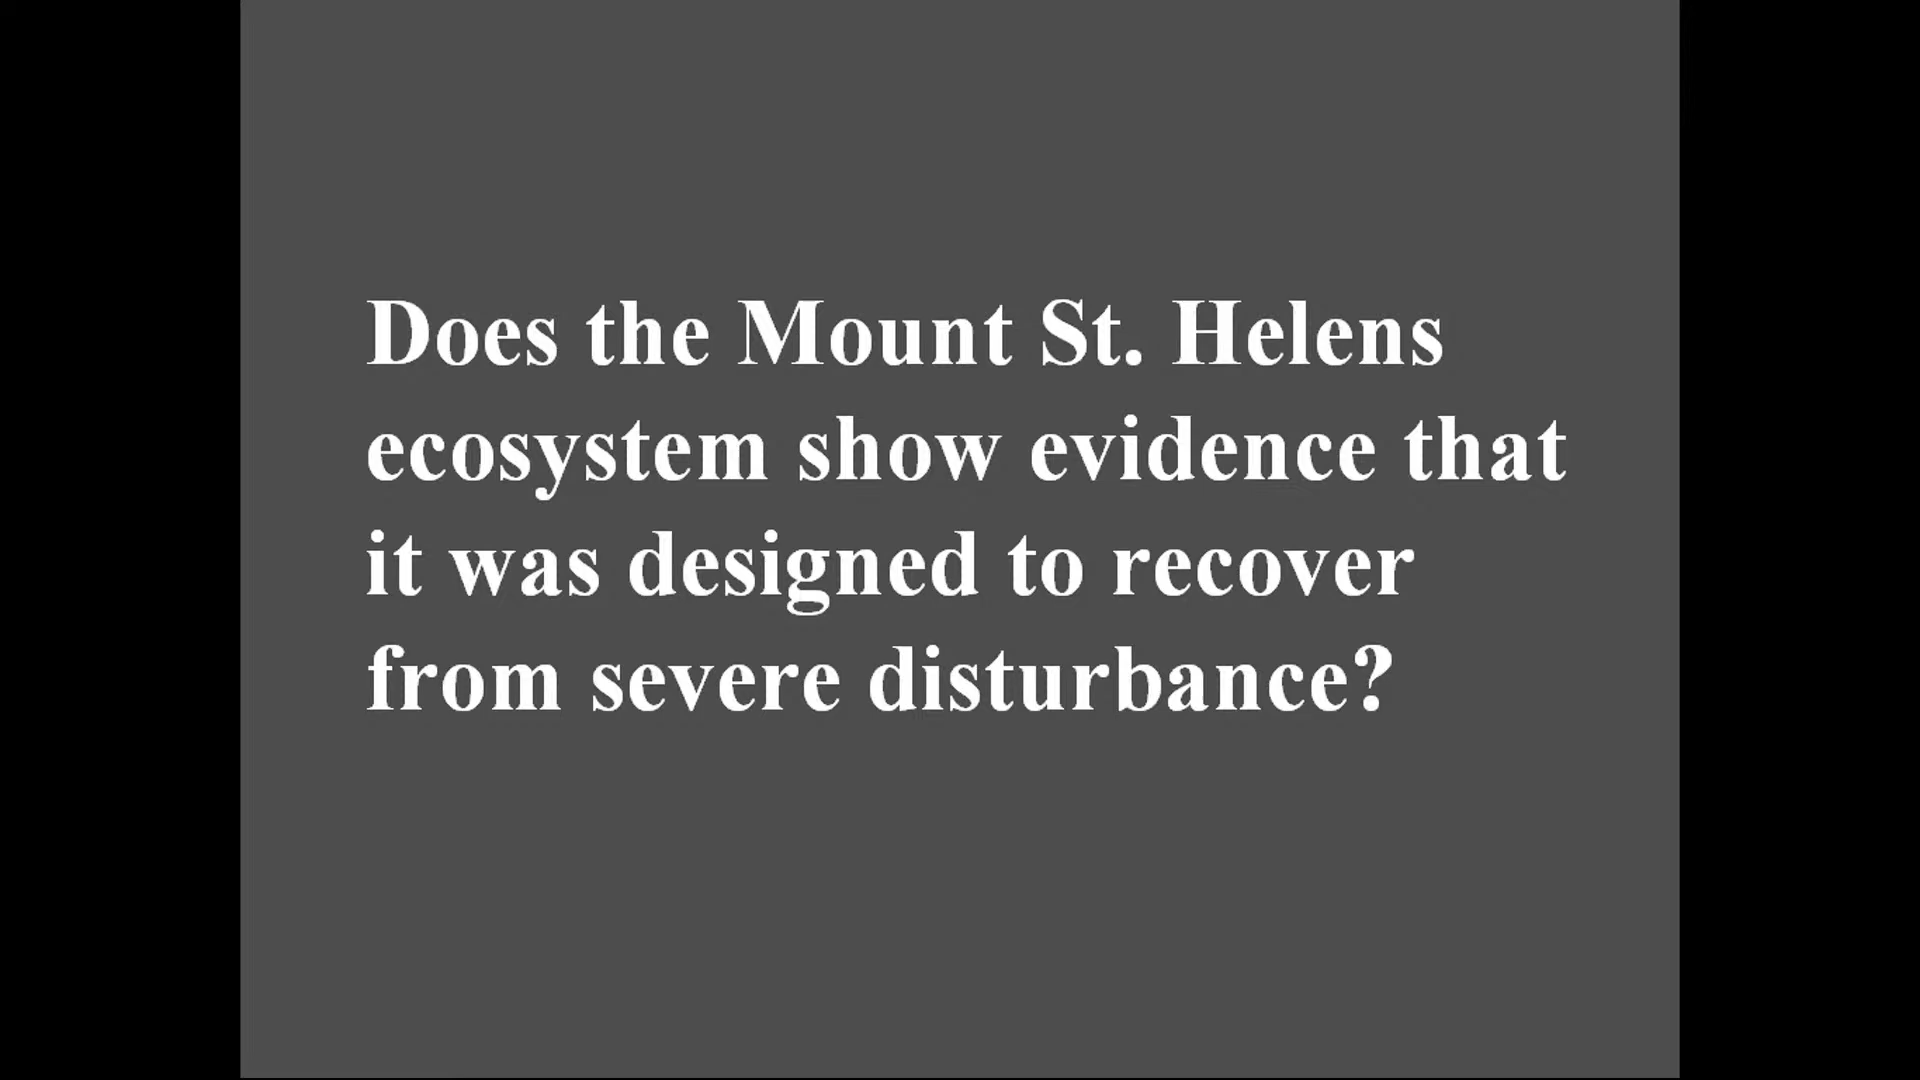 Does the Mount St. Helens
ecosystem show evidence that
it was designed to recover
from severe disturbance?